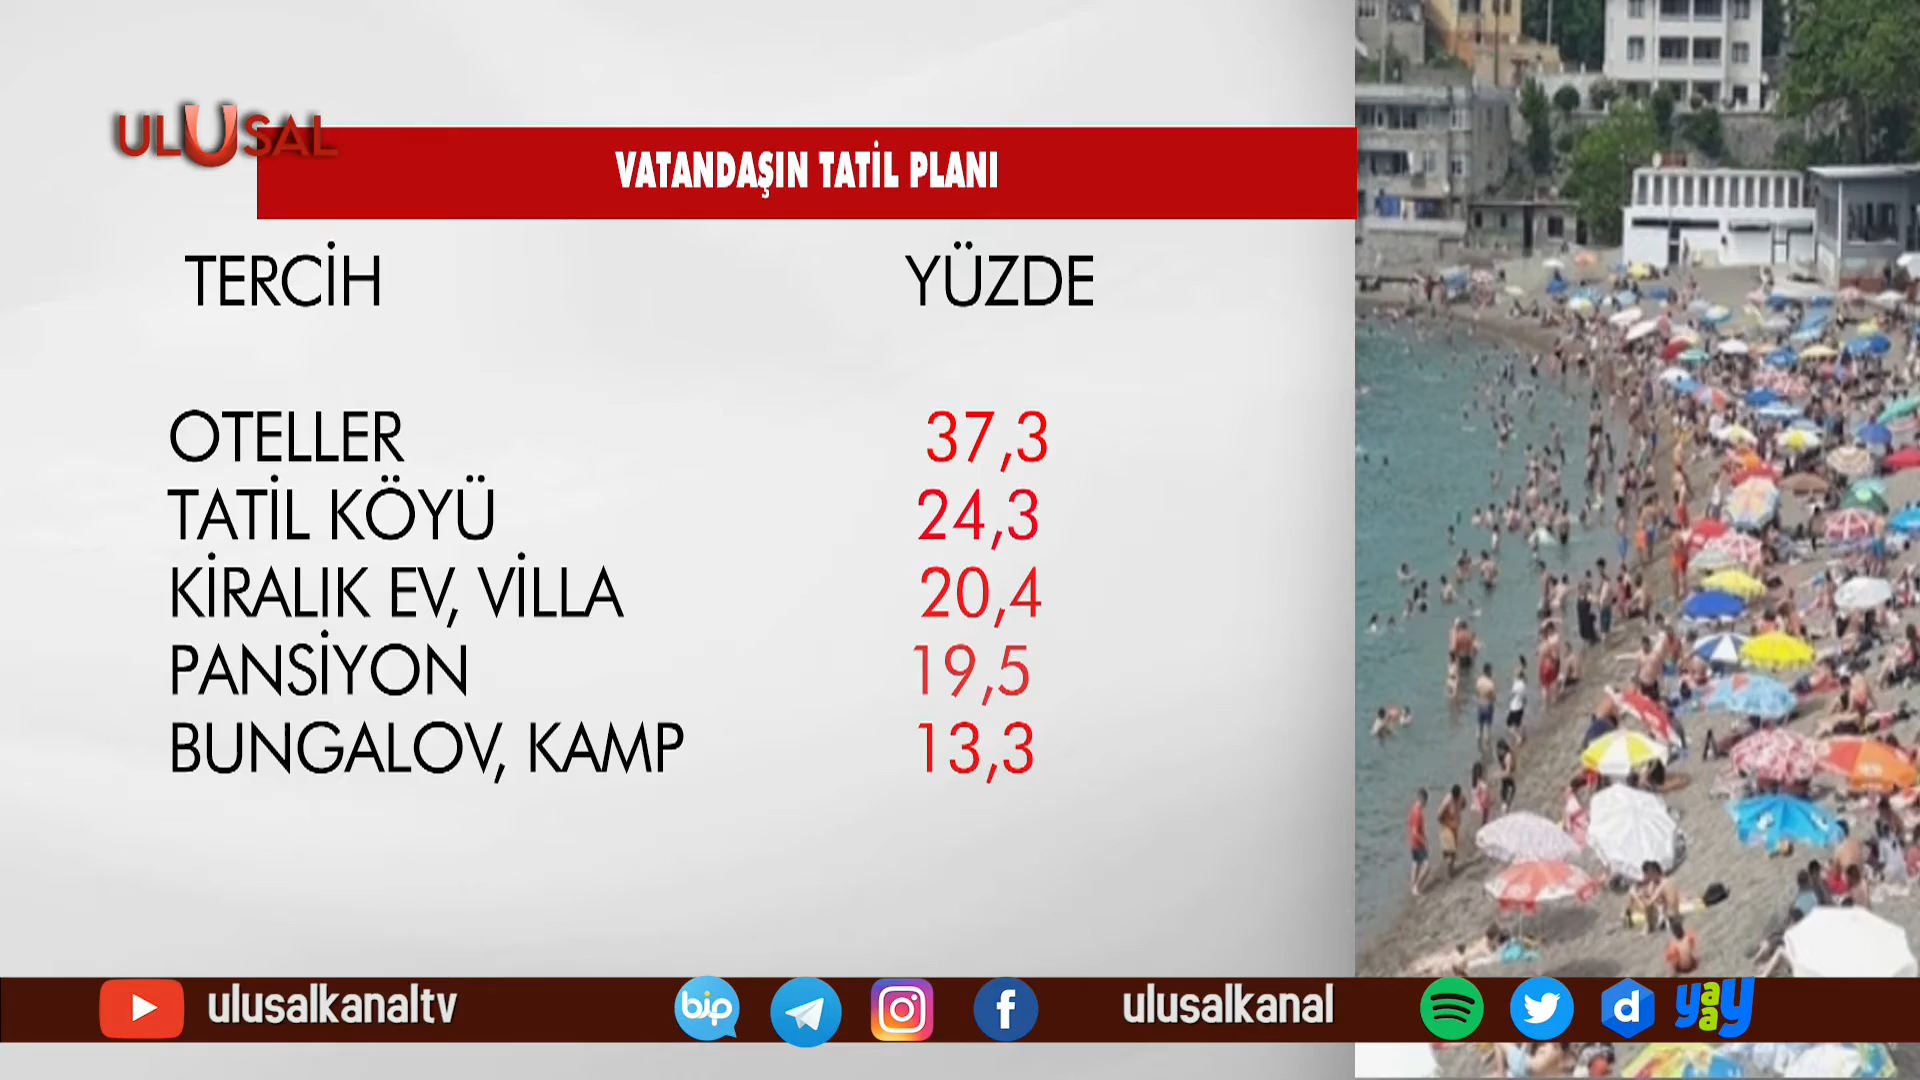 ULUSAL
VATANDAŞIN TATİL PLANI
TERCİH YÜZDE
OTELLER 37,3
TATİL KÖYÜ 24,3
KİRALIK EV, VİLLA 20,4
PANSİYON 19,5
BUNGALOV, KAMP 13,3
ulusalkanaltv bip f ulusalkanal d yaay